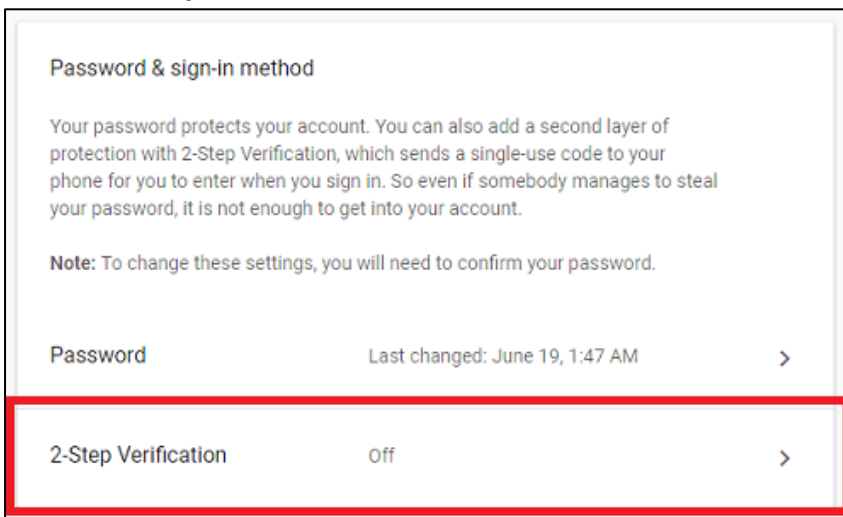 Password & sign-in method
Your password protects your account. You can also add a second layer of
protection with 2-Step Verification, which sends a single-use code to your
phone for you to enter when you sign in. So even if somebody manages to steal
your password, it is not enough to get into your account.
Note: To change these settings, you will need to confirm your password.
Password Last changed: June 19, 1:47 AM >
2-Step Verification Off >